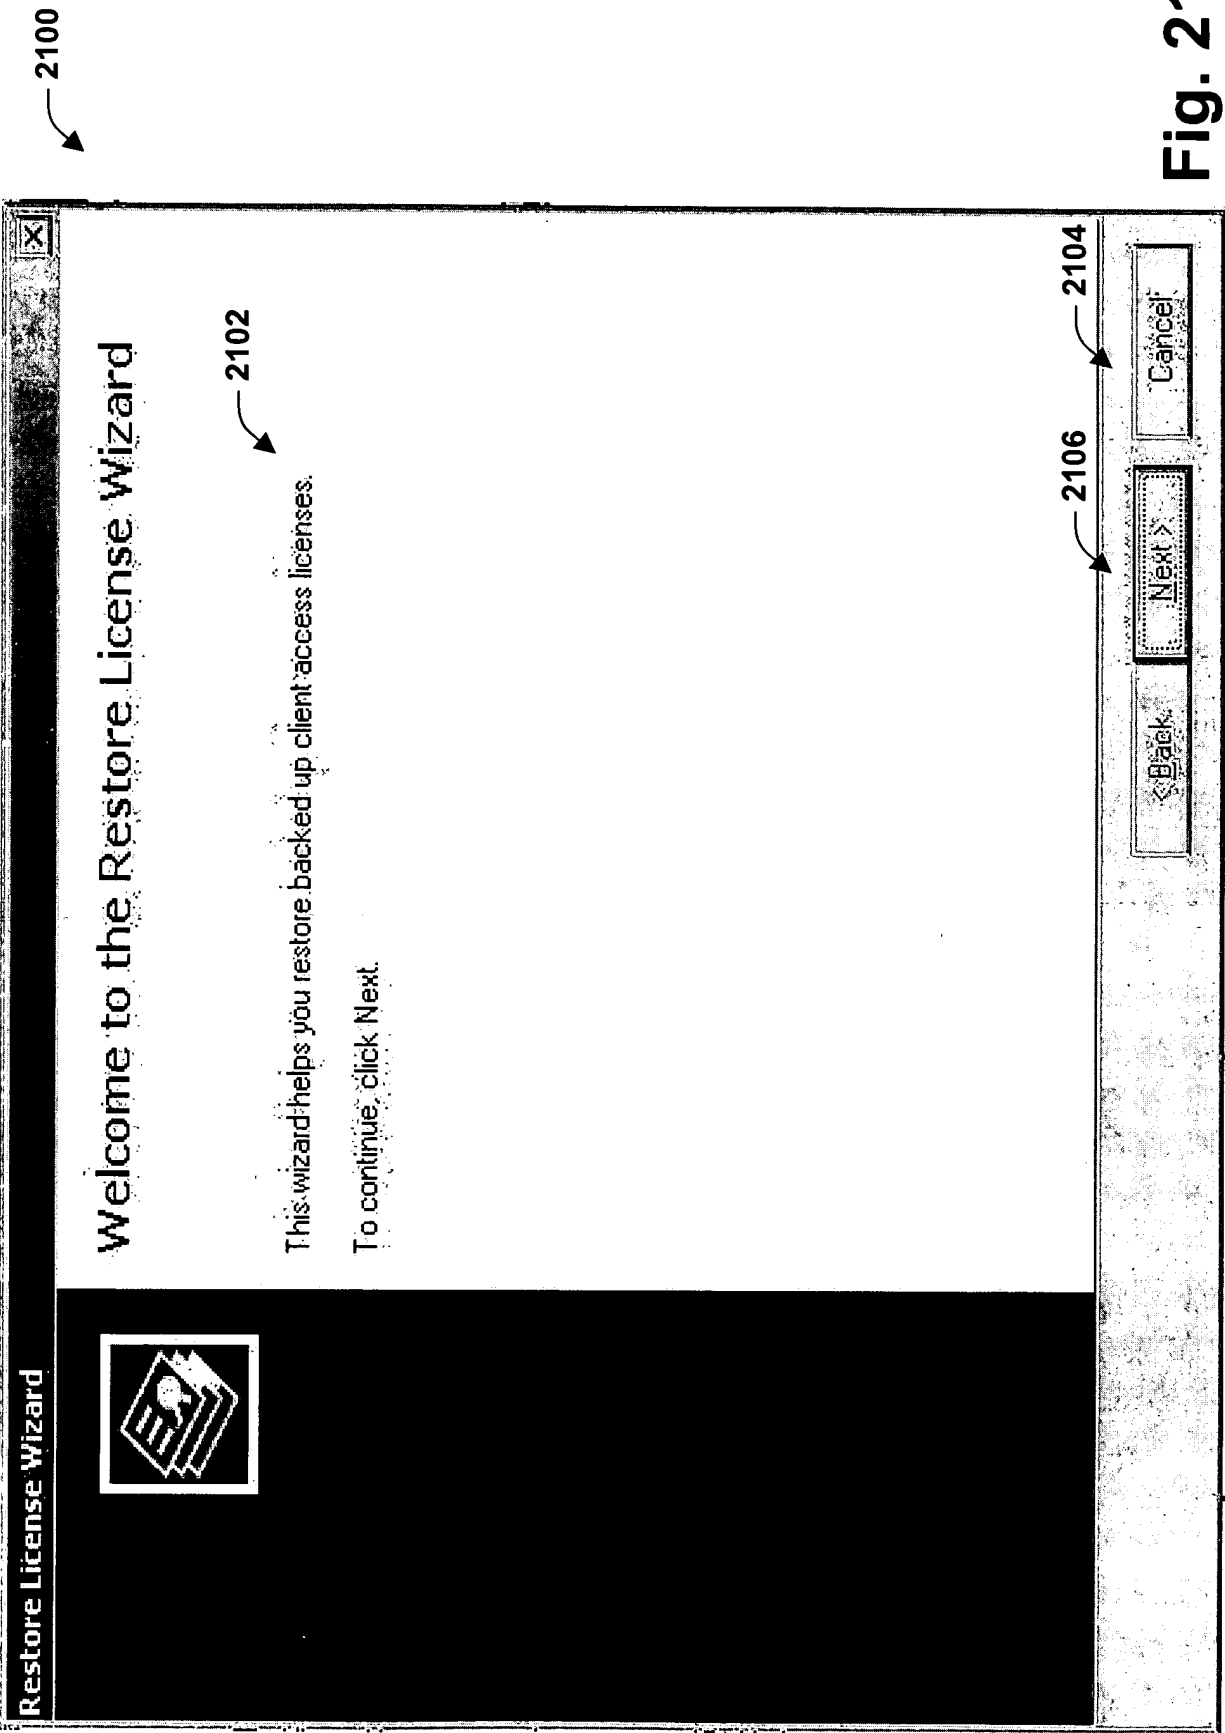 2100
Restore License Wizard
Welcome to the Restore License Wizard
2102
This wizard helps you restore backed up client access licenses.
To continue, click Next.
2106
2104
< Back
Next >
Cancel
Fig. 21